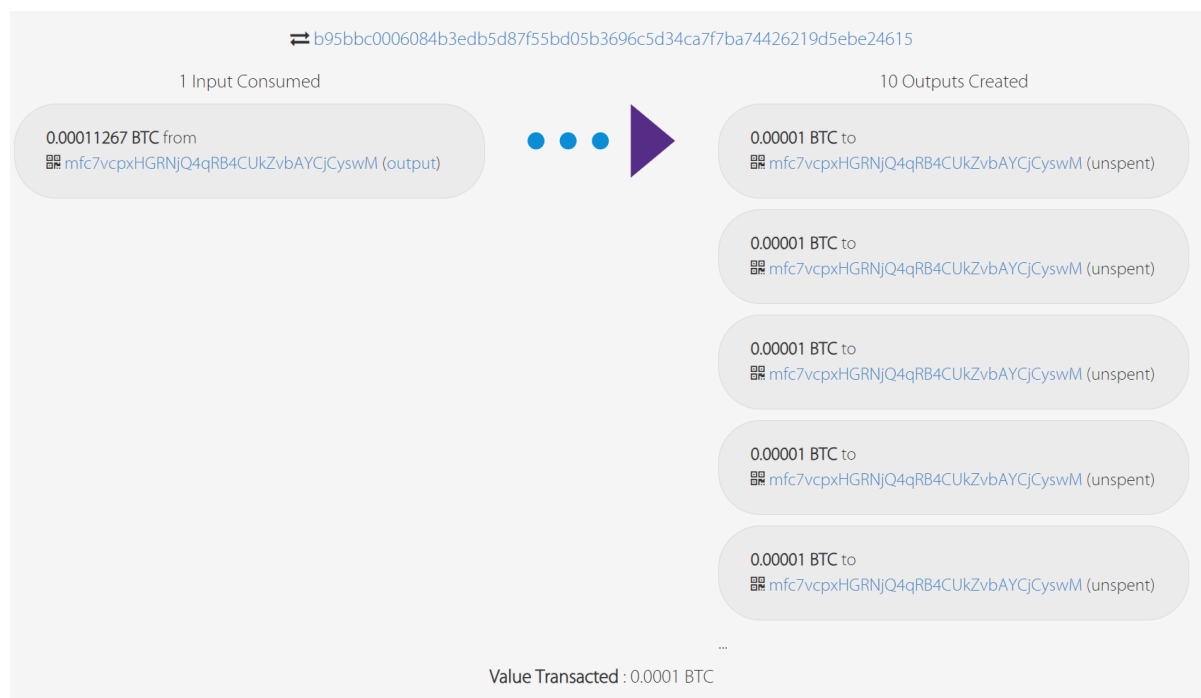 b95bbc0006084b3edb5d87f55bd05b3696c5d34ca7f7ba74426219d5ebe24615
1 Input Consumed
0.00011267 BTC from
mfc7vcpxHGRNjQ4qRB4CUkZvbAYCjCyswM (output)
10 Outputs Created
0.00001 BTC to
mfc7vcpxHGRNjQ4qRB4CUkZvbAYCjCyswM (unspent)
0.00001 BTC to
mfc7vcpxHGRNjQ4qRB4CUkZvbAYCjCyswM (unspent)
0.00001 BTC to
mfc7vcpxHGRNjQ4qRB4CUkZvbAYCjCyswM (unspent)
0.00001 BTC to
mfc7vcpxHGRNjQ4qRB4CUkZvbAYCjCyswM (unspent)
0.00001 BTC to
mfc7vcpxHGRNjQ4qRB4CUkZvbAYCjCyswM (unspent)
...
Value Transacted : 0.0001 BTC